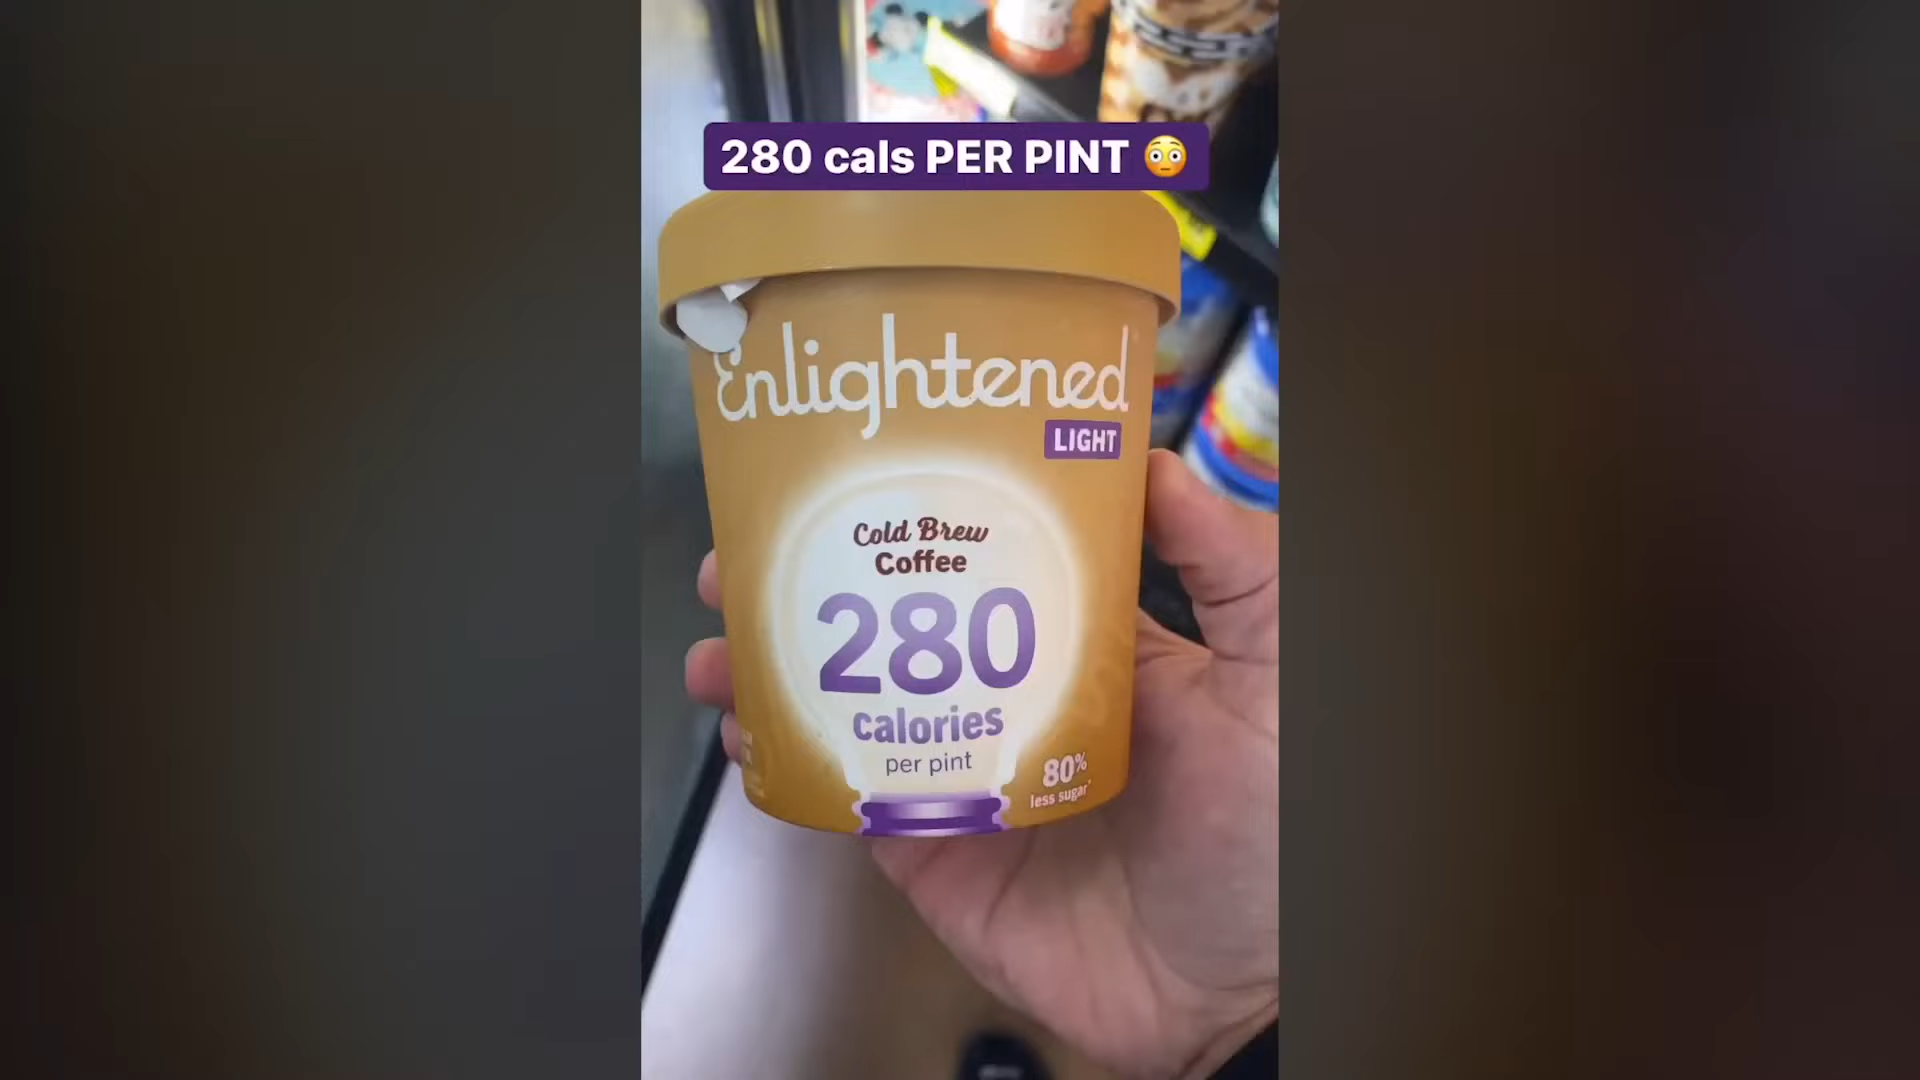 280 cals PER PINT 😳
Enlightened
LIGHT
Cold Brew
Coffee
280
calories
per pint
80%
less sugar*